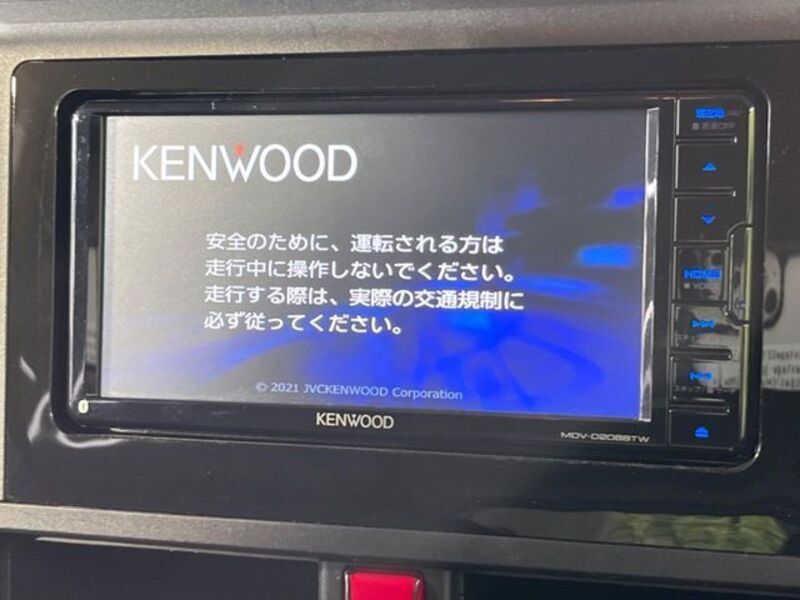 KENWOOD
安全のために、運転される方は
走行中に操作しないでください。
走行する際は、実際の交通規制に
必ず従ってください。
© 2021 JVCKENWOOD Corporation
KENWOOD
MDV-D208BTW
現在地
HOME